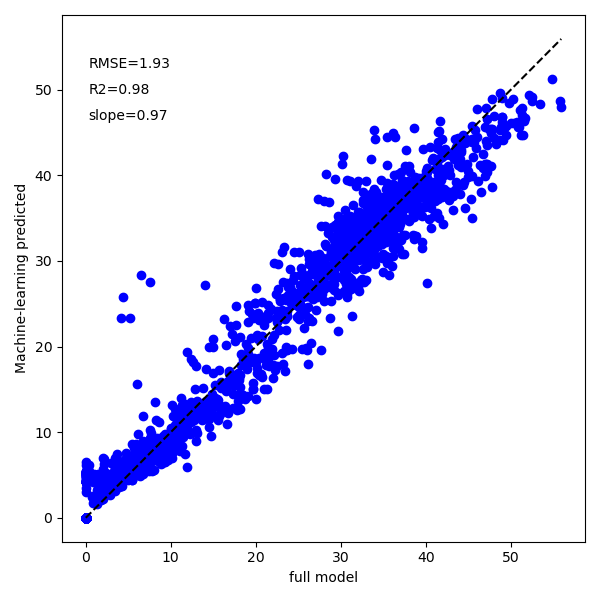 RMSE=1.93
R2=0.98
slope=0.97
50
40
30
20
10
0
Machine-learning predicted
0 10 20 30 40 50
full model